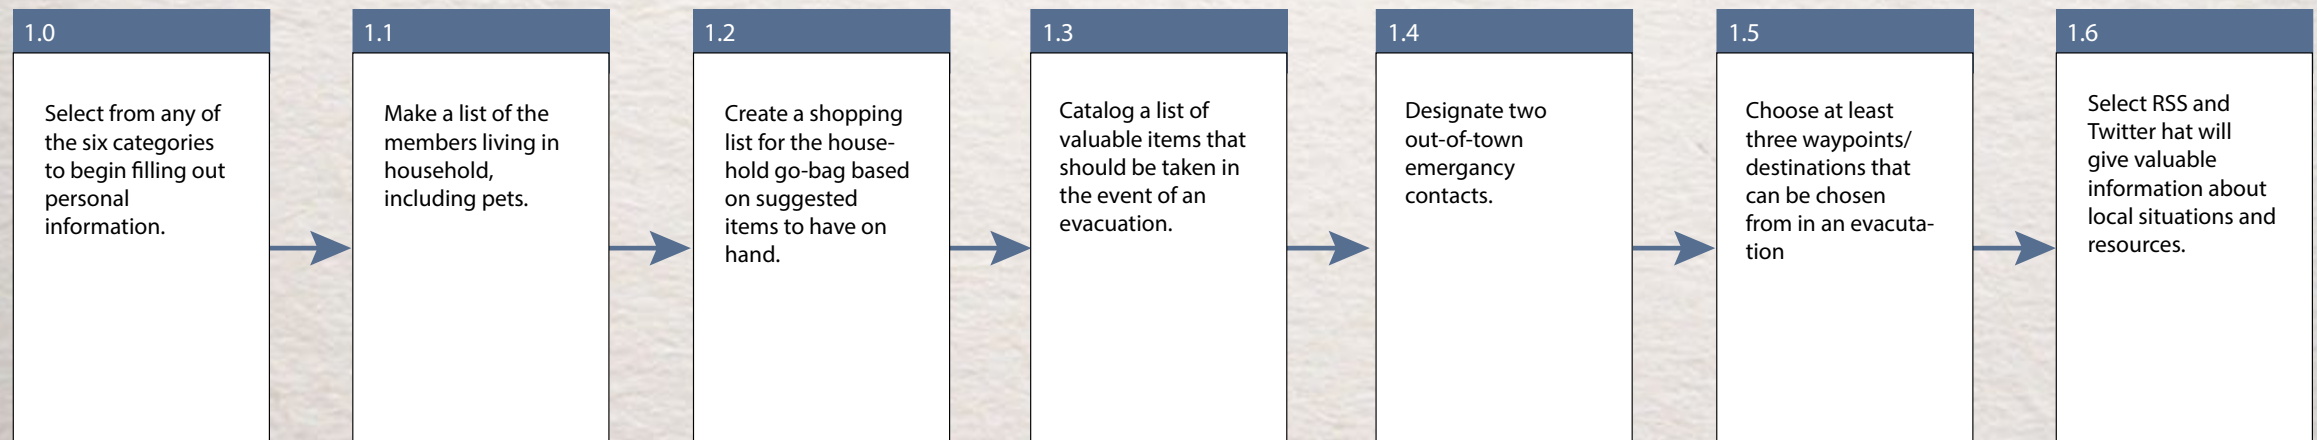 1.0
Select from any of
the six categories
to begin filling out
personal
information.
1.1
Make a list of the
members living in
household,
including pets.
1.2
Create a shopping
list for the house-
hold go-bag based
on suggested
items to have on
hand.
1.3
Catalog a list of
valuable items that
should be taken in
the event of an
evacuation.
1.4
Designate two
out-of-town
emergancy
contacts.
1.5
Choose at least
three waypoints/
destinations that
can be chosen
from in an evacuta-
tion
1.6
Select RSS and
Twitter hat will
give valuable
information about
local situations and
resources.